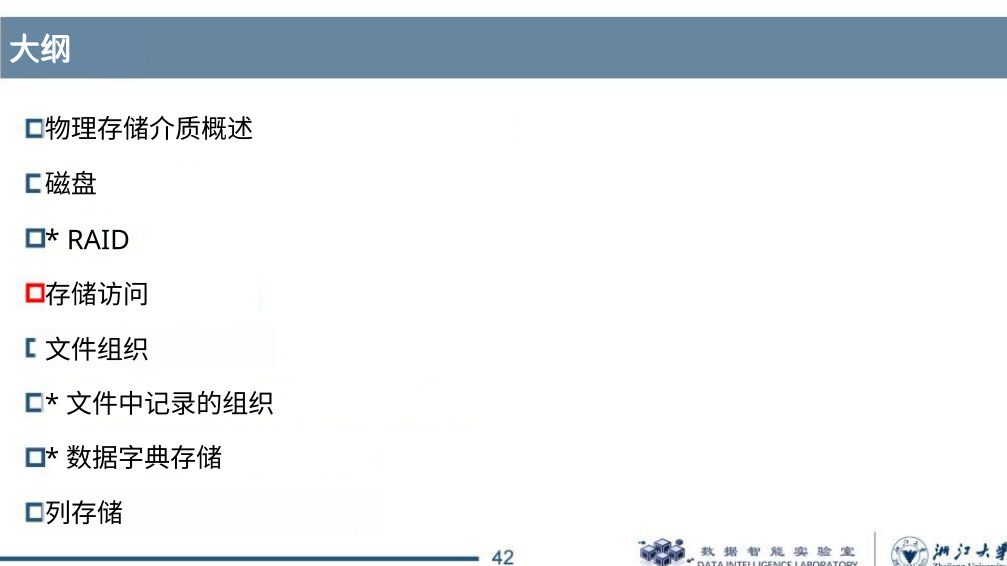 大纲
物理存储介质概述
磁盘
* RAID
存储访问
文件组织
* 文件中记录的组织
* 数据字典存储
列存储
42
数据智能实验室
DATA INTELLIGENCE LABORATORY
浙江大学
Zhejiang University